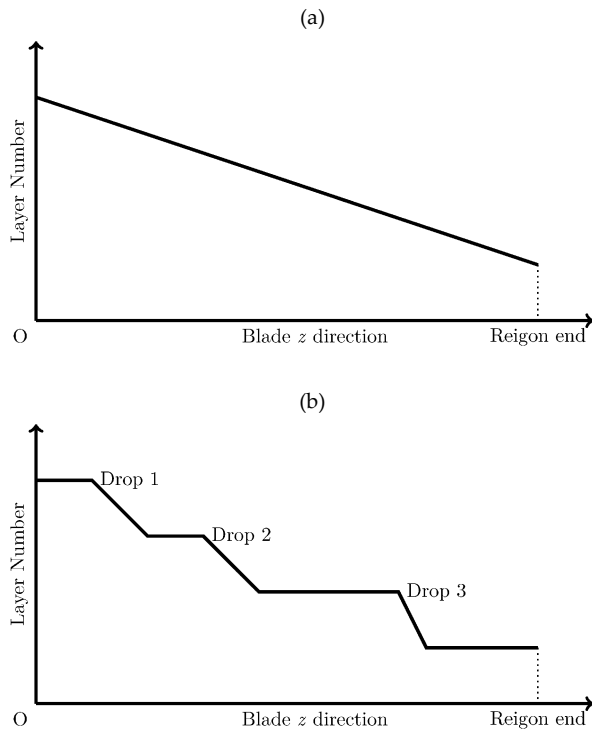 (a)
Layer Number
O
Blade z direction
Reigon end
(b)
Drop 1
Drop 2
Drop 3
Layer Number
O
Blade z direction
Reigon end